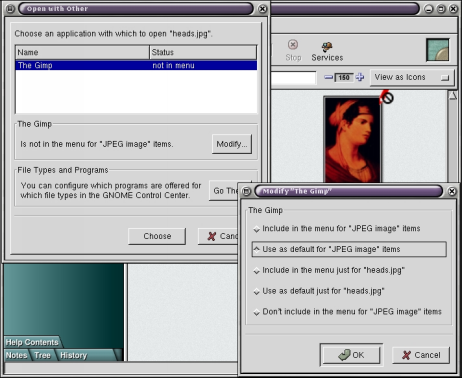 Open with Other
Choose an application with which to open "heads.jpg".
Name Status
The Gimp not in menu
The Gimp
Is not in the menu for "JPEG image" items. Modify...
File Types and Programs
You can configure which programs are offered for
which file types in the GNOME Control Center.
Go The
Choose Canc
Stop Services
150 View as Icons
Modify "The Gimp"
The Gimp
Include in the menu for "JPEG image" items
Use as default for "JPEG image" items
Include in the menu just for "heads.jpg"
Use as default just for "heads.jpg"
Don't include in the menu for "JPEG image" items
OK Cancel
Help Contents
Notes Tree History